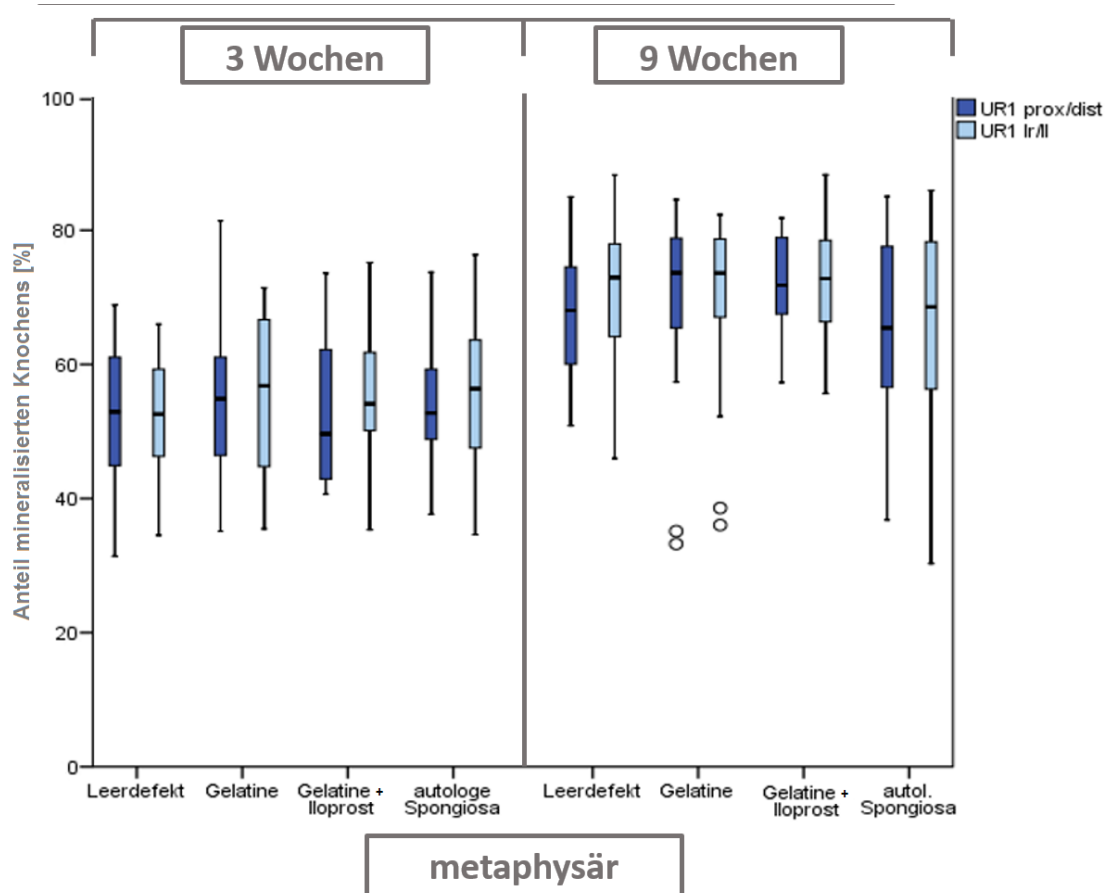 3 Wochen
9 Wochen
Anteil mineralisierten Knochens [%]
100
80
60
40
20
0
UR1 prox/dist
UR1 lr/ll
Leerdefekt
Gelatine
Gelatine +
Iloprost
autologe
Spongiosa
Leerdefekt
Gelatine
Gelatine +
Iloprost
autol.
Spongiosa
metaphysär